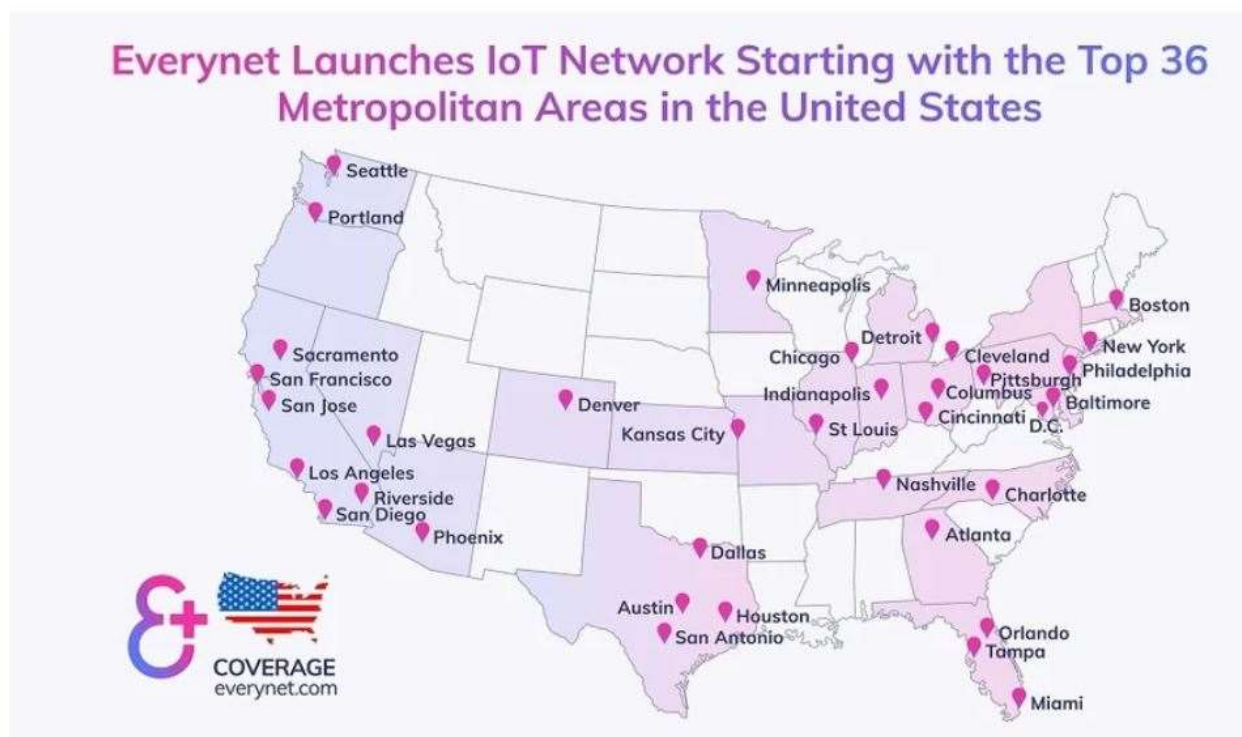 Everynet Launches IoT Network Starting with the Top 36
Metropolitan Areas in the United States
Seattle
Portland
Minneapolis
Boston
Detroit
New York
Chicago
Cleveland
Sacramento
Philadelphia
San Francisco
Pittsburgh
Indianapolis
Columbus
Baltimore
San Jose
Denver
Cincinnati
D.C.
St Louis
Kansas City
Las Vegas
Los Angeles
Nashville
Charlotte
Riverside
San Diego
Phoenix
Atlanta
Dallas
Austin
Houston
San Antonio
Orlando
Tampa
Miami
COVERAGE
everynet.com